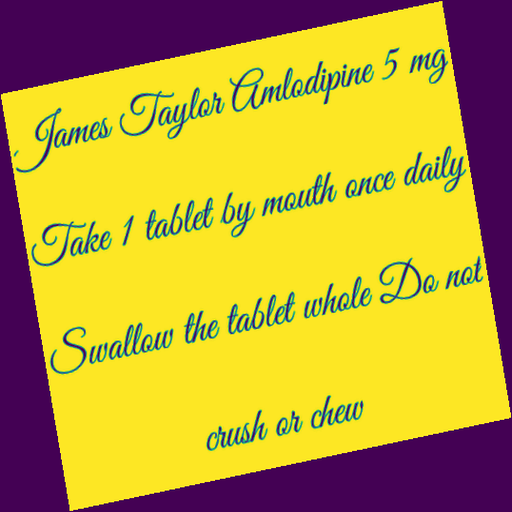 James Taylor Amlodipine 5 mg
Take 1 tablet by mouth once daily
Swallow the tablet whole Do not
crush or chew